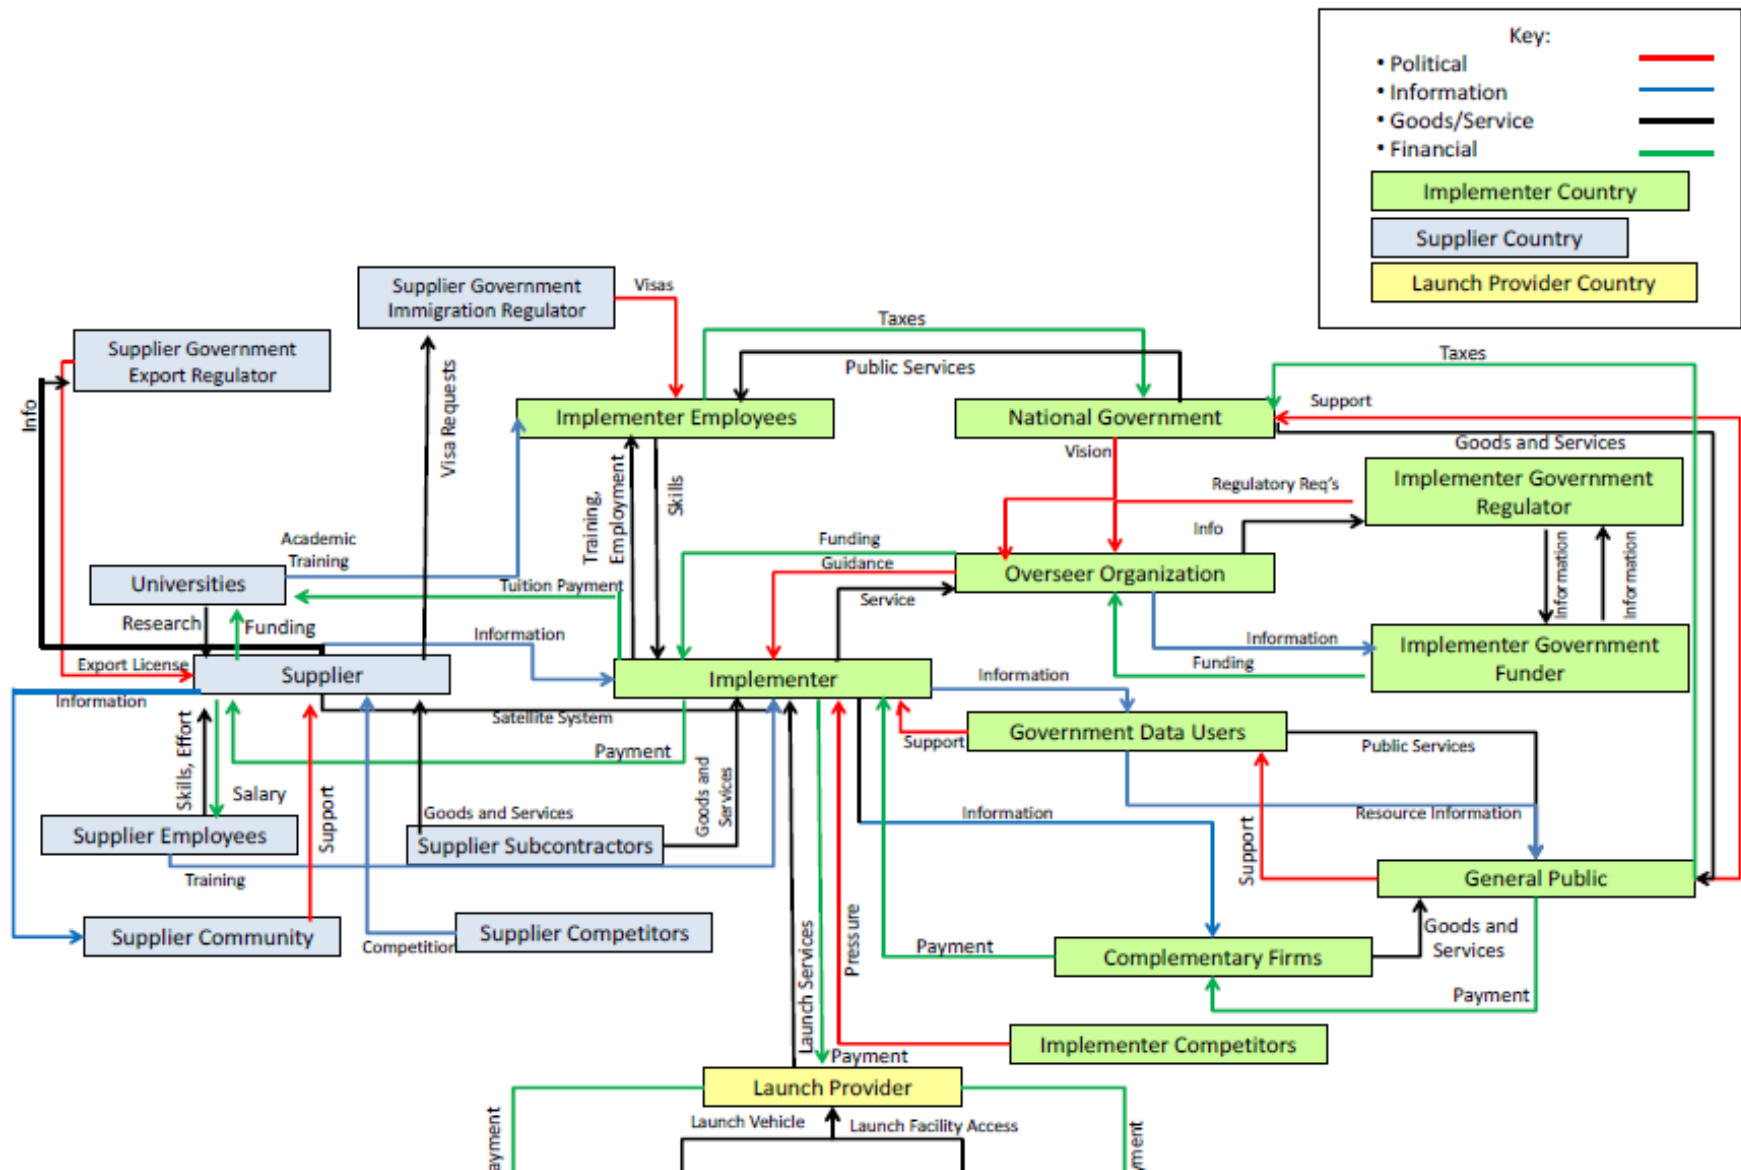 Key:
• Political
• Information
• Goods/Service
• Financial
Implementer Country
Supplier Country
Launch Provider Country
Supplier Government
Immigration Regulator
Visas
Taxes
Supplier Government
Export Regulator
Public Services
Taxes
Info
Visa Requests
Implementer Employees
National Government
Support
Goods and Services
Vision
Implementer Government
Regulator
Regulatory Req's
Training,
Employment
Skills
Info
Academic
Training
Funding
Guidance
Overseer Organization
Information
Information
Universities
Tuition Payment
Service
Research
Funding
Information
Information
Implementer Government
Funder
Funding
Export License
Supplier
Implementer
Information
Information
Satellite System
Support
Government Data Users
Public Services
Payment
Skills, Effort
Salary
Support
Goods and
Services
Goods and Services
Information
Resource Information
Supplier Employees
Supplier Subcontractors
Support
Training
General Public
Supplier Community
Competition
Supplier Competitors
Launch Services
Pressure
Payment
Complementary Firms
Goods and
Services
Payment
Implementer Competitors
Payment
Launch Provider
Launch Vehicle
Launch Facility Access
ayment
yment